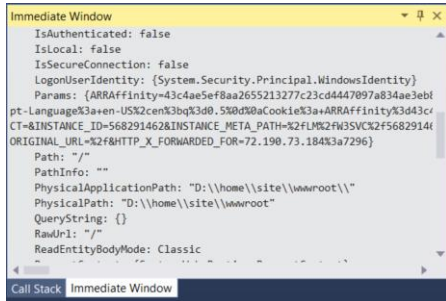 Immediate Window
IsAuthenticated: false
IsLocal: false
IsSecureConnection: false
LogonUserIdentity: {System.Security.Principal.WindowsIdentity}
Params: {ARRAffinity=43c4ae5ef8aa2655213277c23cd4447097a834ae3eb8
pt-Language%3a+en-US%2cen%3bq%3d0.5%0d%0aCookie%3a+ARRAffinity%3d43c4
CT=&INSTANCE_ID=568291462&INSTANCE_META_PATH=%2fLM%2fW3SVC%2f56829146
ORIGINAL_URL=%2f&HTTP_X_FORWARDED_FOR=72.190.73.184%3a7296}
Path: "/"
PathInfo: ""
PhysicalApplicationPath: "D:\\home\\site\\wwwroot\\"
PhysicalPath: "D:\\home\\site\\wwwroot"
QueryString: {}
RawUrl: "/"
ReadEntityBodyMode: Classic
Call Stack Immediate Window